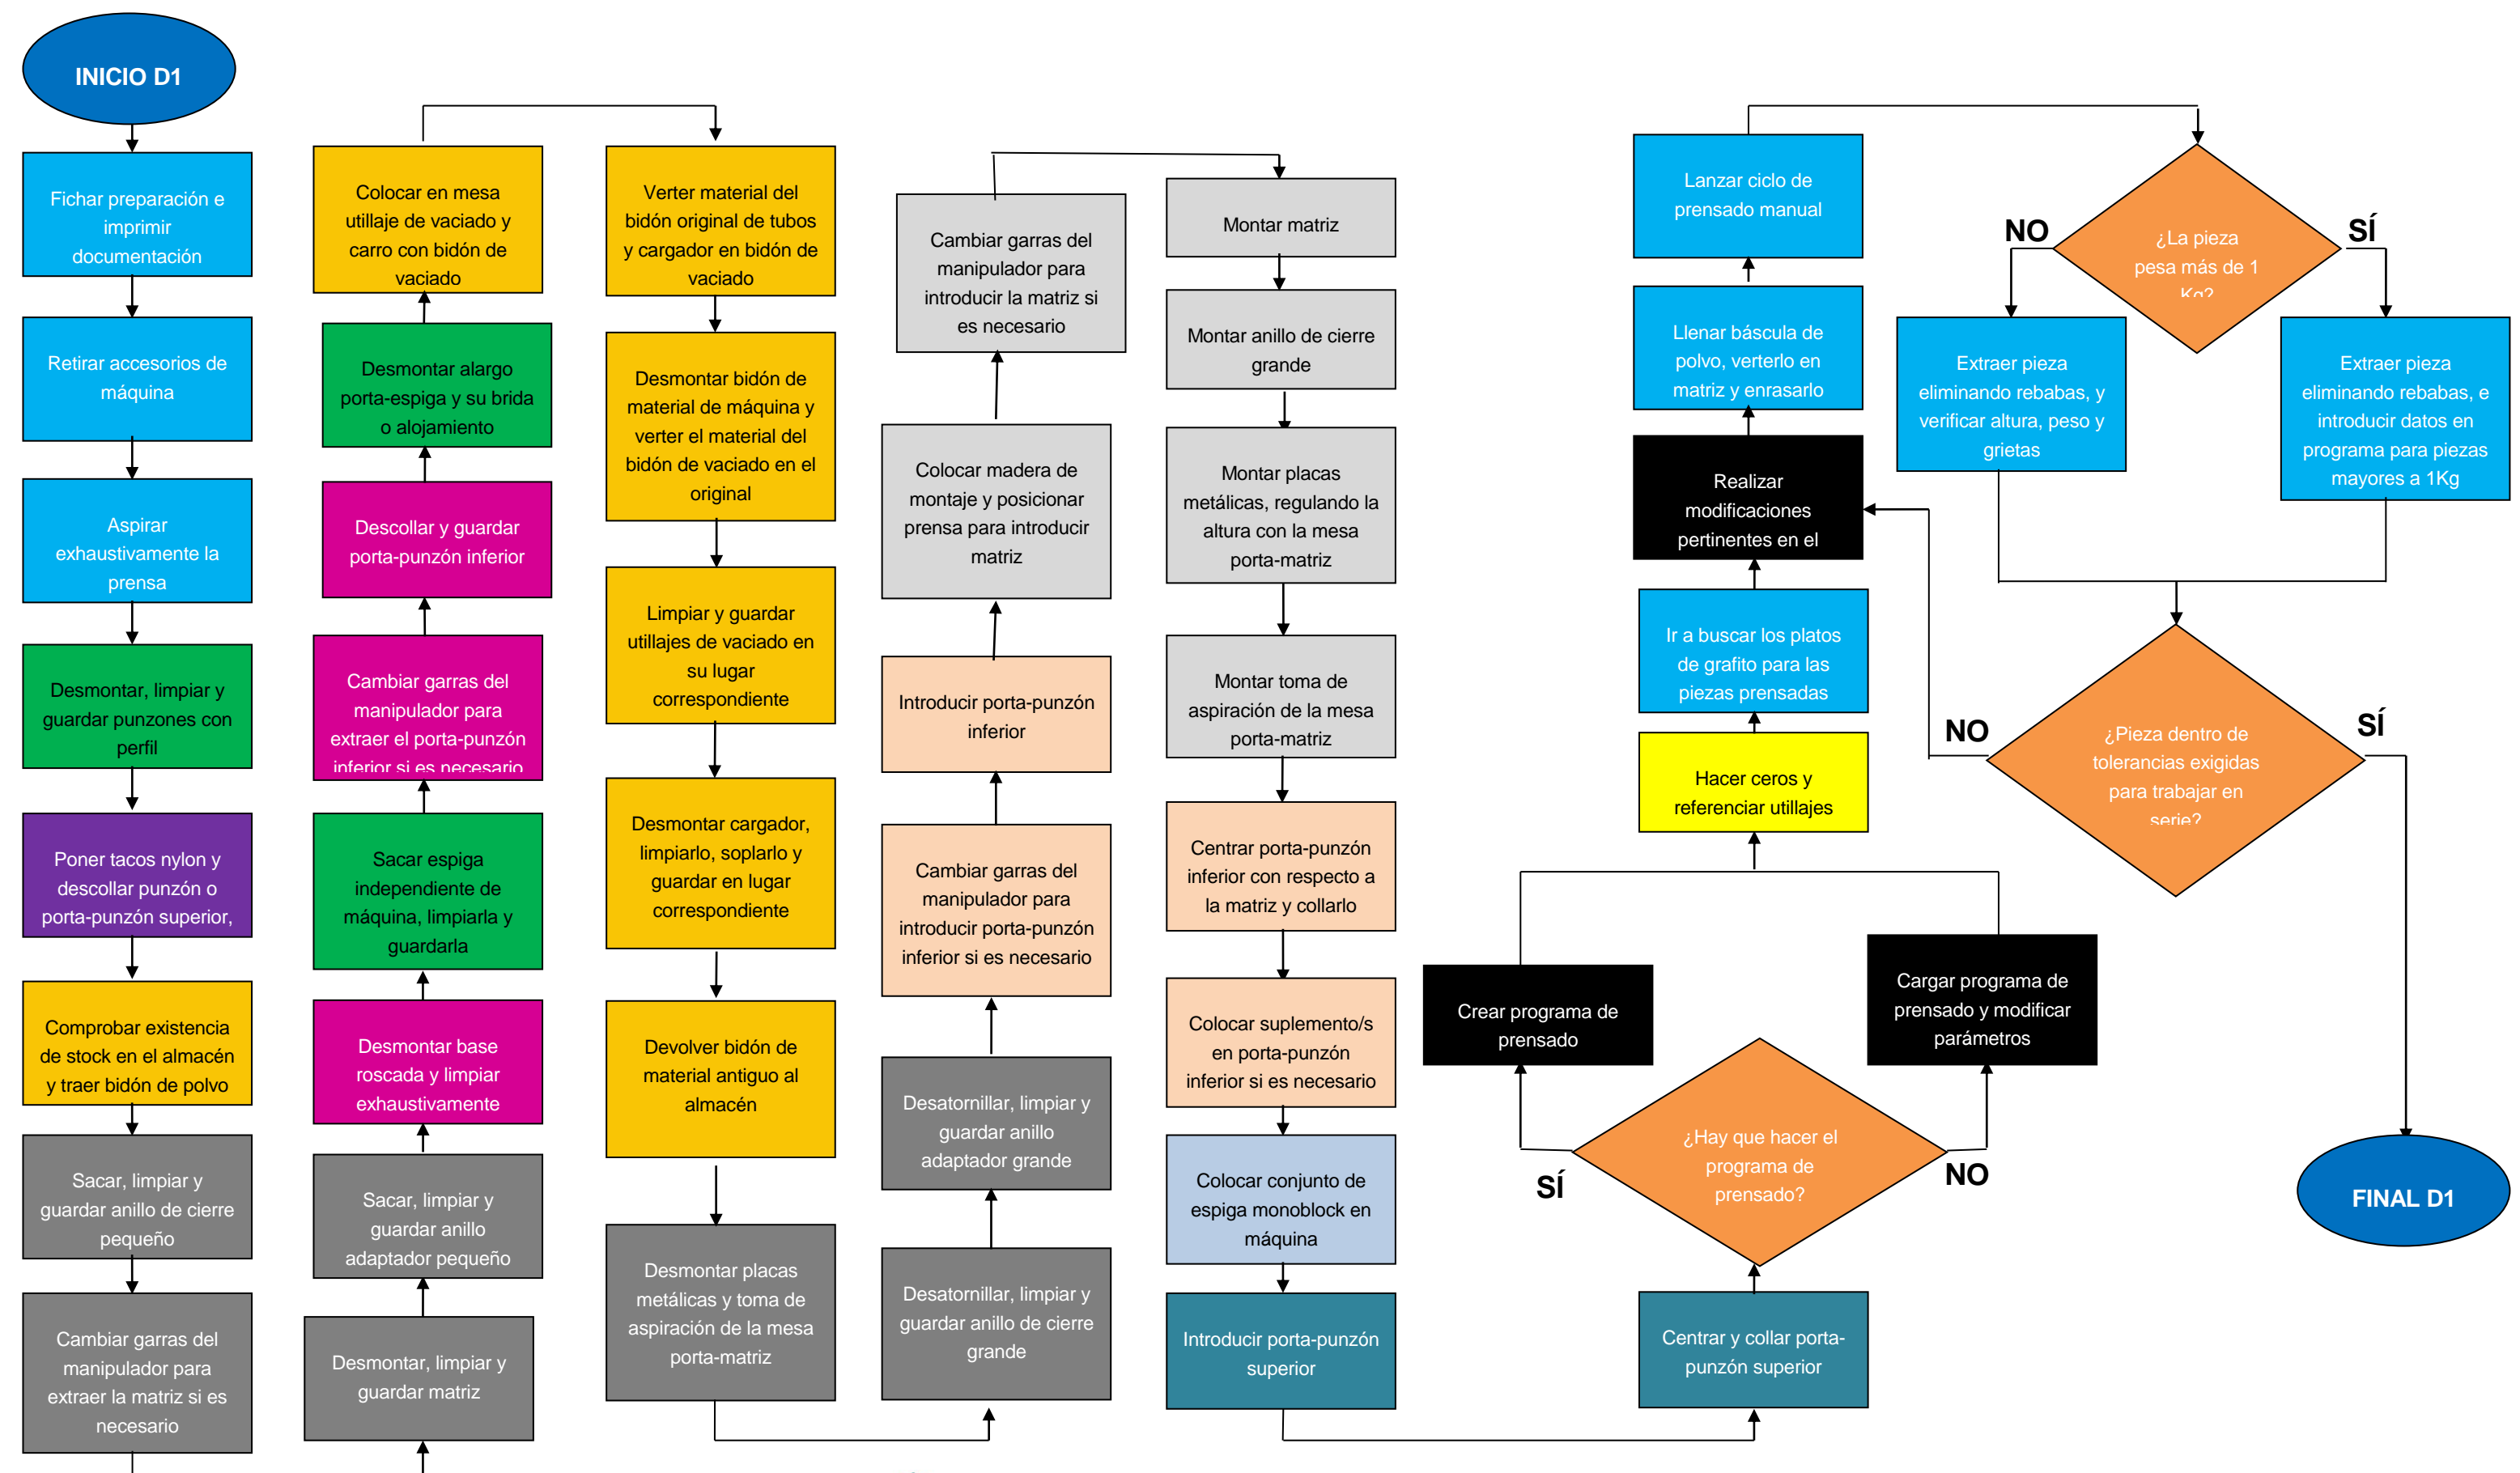 INICIO D1
Fichar preparación e
imprimir
documentación
Retirar accesorios de
máquina
Aspirar
exhaustivamente la
prensa
Desmontar, limpiar y
guardar punzones con
perfil
Poner tacos nylon y
descollar punzón o
porta-punzón superior,
Comprobar existencia
de stock en el almacén
y traer bidón de polvo
Sacar, limpiar y
guardar anillo de cierre
pequeño
Cambiar garras del
manipulador para
extraer la matriz si es
necesario
Desmontar, limpiar y
guardar matriz
Sacar, limpiar y
guardar anillo
adaptador pequeño
Desmontar base
roscada y limpiar
exhaustivamente
Sacar espiga
independiente de
máquina, limpiarla y
guardarla
Cambiar garras del
manipulador para
extraer el porta-punzón
inferior si es necesario
Descollar y guardar
porta-punzón inferior
Desmontar alargo
porta-espiga y su brida
o alojamiento
Colocar en mesa
utillaje de vaciado y
carro con bidón de
vaciado
Verter material del
bidón original de tubos
y cargador en bidón de
vaciado
Desmontar bidón de
material de máquina y
verter el material del
bidón de vaciado en el
original
Limpiar y guardar
utillajes de vaciado en
su lugar
correspondiente
Desmontar cargador,
limpiarlo, soplarlo y
guardar en lugar
correspondiente
Devolver bidón de
material antiguo al
almacén
Desmontar placas
metálicas y toma de
aspiración de la mesa
porta-matriz
Desatornillar, limpiar y
guardar anillo de cierre
grande
Desatornillar, limpiar y
guardar anillo
adaptador grande
Cambiar garras del
manipulador para
introducir porta-punzón
inferior si es necesario
Introducir porta-punzón
inferior
Colocar madera de
montaje y posicionar
prensa para introducir
matriz
Cambiar garras del
manipulador para
introducir la matriz si
es necesario
Montar matriz
Montar anillo de cierre
grande
Montar placas
metálicas, regulando la
altura con la mesa
porta-matriz
Montar toma de
aspiración de la mesa
porta-matriz
Centrar porta-punzón
inferior con respecto a
la matriz y collarlo
Colocar suplemento/s
en porta-punzón
inferior si es necesario
Colocar conjunto de
espiga monoblock en
máquina
Introducir porta-punzón
superior
Centrar y collar porta-
punzón superior
¿Hay que hacer el
programa de
prensado?
SÍ
NO
Crear programa de
prensado
Cargar programa de
prensado y modificar
parámetros
Hacer ceros y
referenciar utillajes
Ir a buscar los platos
de grafito para las
piezas prensadas
Realizar
modificaciones
pertinentes en el
Llenar báscula de
polvo, verterlo en
matriz y enrasarlo
Lanzar ciclo de
prensado manual
¿La pieza
pesa más de 1
Kg?
NO
SÍ
Extraer pieza
eliminando rebabas, y
verificar altura, peso y
grietas
Extraer pieza
eliminando rebabas, e
introducir datos en
programa para piezas
mayores a 1Kg
¿Pieza dentro de
tolerancias exigidas
para trabajar en
serie?
NO
SÍ
FINAL D1